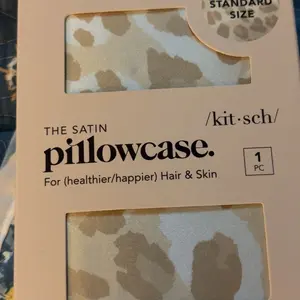 STANDARD
SIZE
/kit·sch/
THE SATIN
pillowcase.
1
PC
For (healthier/happier) Hair & Skin